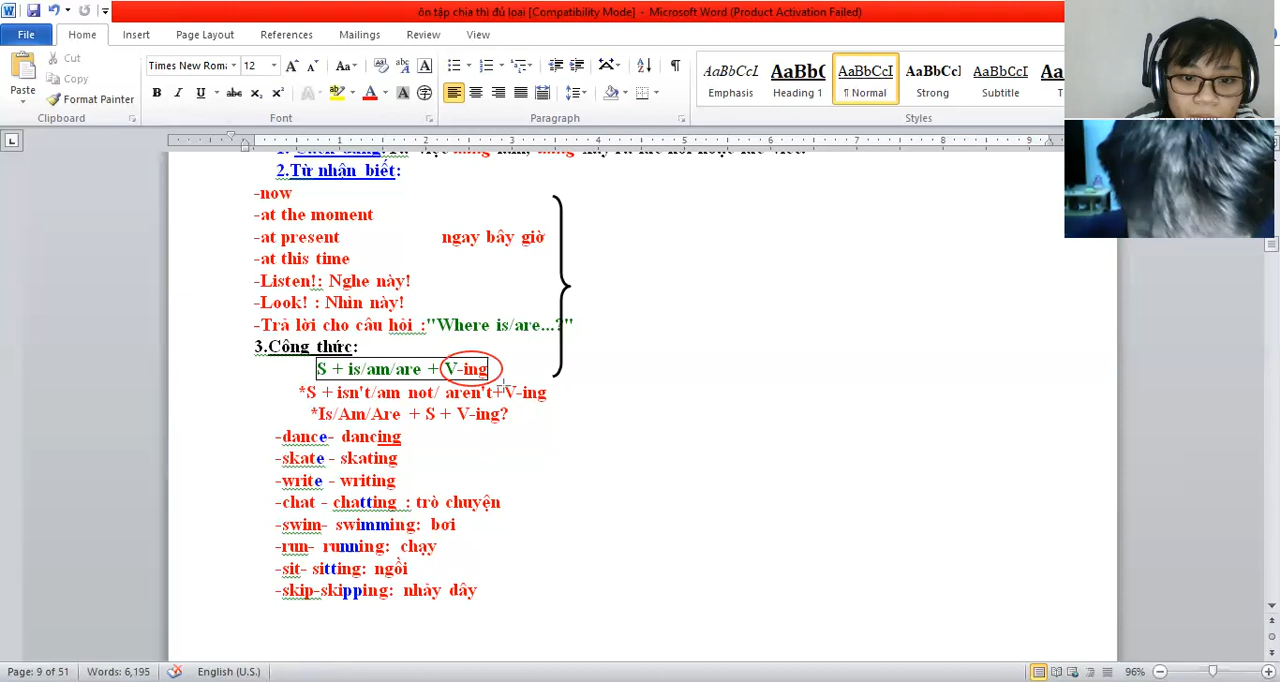 ôn tập chia thì đủ loại [Compatibility Mode] - Microsoft Word (Product Activation Failed)
File Home Insert Page Layout References Mailings Review View
Paste
Cut
Copy
Format Painter
Clipboard
Times New Rom 12
Font
Paragraph
AaBbCcI Emphasis
AaBb( Heading 1
AaBbCcI ¶ Normal
AaBbCcI Strong
AaBbCcI Subtitle
Aa
Styles
2.Từ nhận biết:
-now
-at the moment
-at present ngay bây giờ
-at this time
-Listen!: Nghe này!
-Look! : Nhìn này!
-Trả lời cho câu hỏi :"Where is/are...?"
3.Công thức:
S + is/am/are + V-ing
*S + isn't/am not/ aren't+V-ing
*Is/Am/Are + S + V-ing?
-dance- dancing
-skate - skating
-write - writing
-chat - chatting : trò chuyện
-swim- swimming: bơi
-run- running: chạy
-sit- sitting: ngồi
-skip-skipping: nhảy dây
Page: 9 of 51 Words: 6,195 English (U.S.) 96%